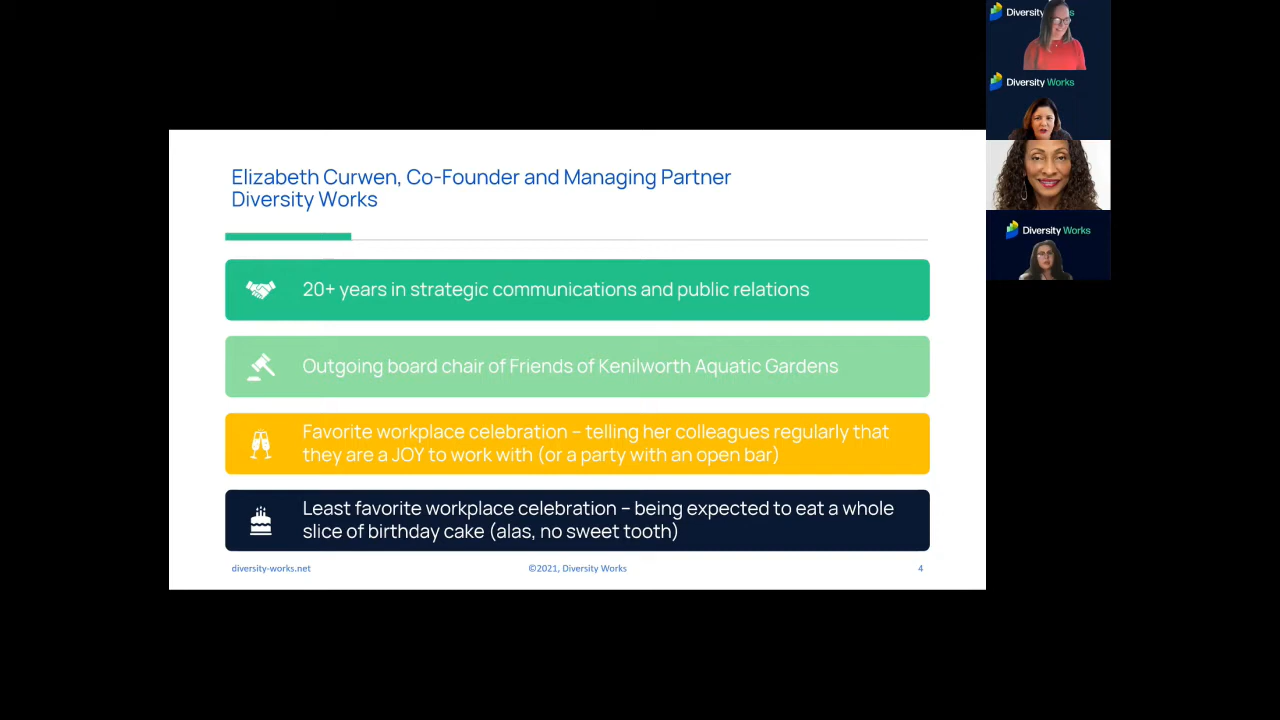 Elizabeth Curwen, Co-Founder and Managing Partner
Diversity Works
20+ years in strategic communications and public relations
Outgoing board chair of Friends of Kenilworth Aquatic Gardens
Favorite workplace celebration – telling her colleagues regularly that
they are a JOY to work with (or a party with an open bar)
Least favorite workplace celebration – being expected to eat a whole
slice of birthday cake (alas, no sweet tooth)
diversity-works.net
©2021, Diversity Works
4
Diversity Works
Diversity Works